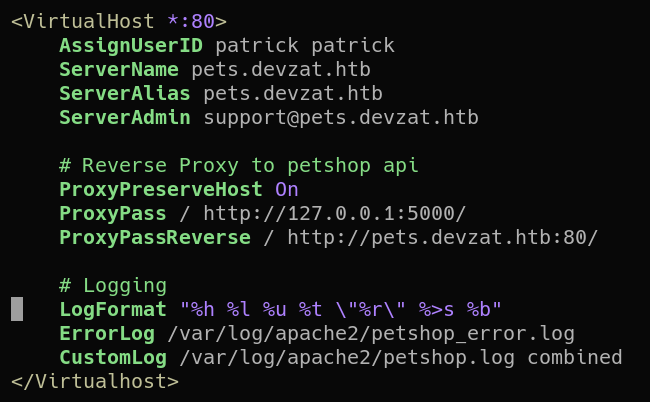 <VirtualHost *:80>
    AssignUserID patrick patrick
    ServerName pets.devzat.htb
    ServerAlias pets.devzat.htb
    ServerAdmin support@pets.devzat.htb

    # Reverse Proxy to petshop api
    ProxyPreserveHost On
    ProxyPass / http://127.0.0.1:5000/
    ProxyPassReverse / http://pets.devzat.htb:80/

    # Logging
    LogFormat "%h %l %u %t \"%r\" %>s %b"
    ErrorLog /var/log/apache2/petshop_error.log
    CustomLog /var/log/apache2/petshop.log combined
</Virtualhost>